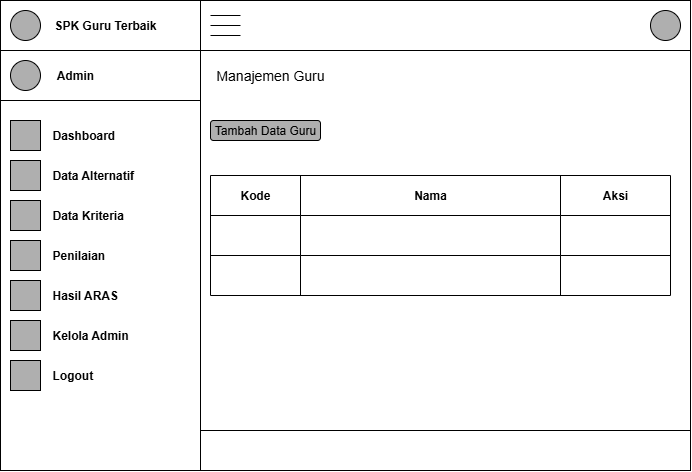 SPK Guru Terbaik
Admin
Dashboard
Data Alternatif
Data Kriteria
Penilaian
Hasil ARAS
Kelola Admin
Logout
Manajemen Guru
Tambah Data Guru
Kode Nama Aksi